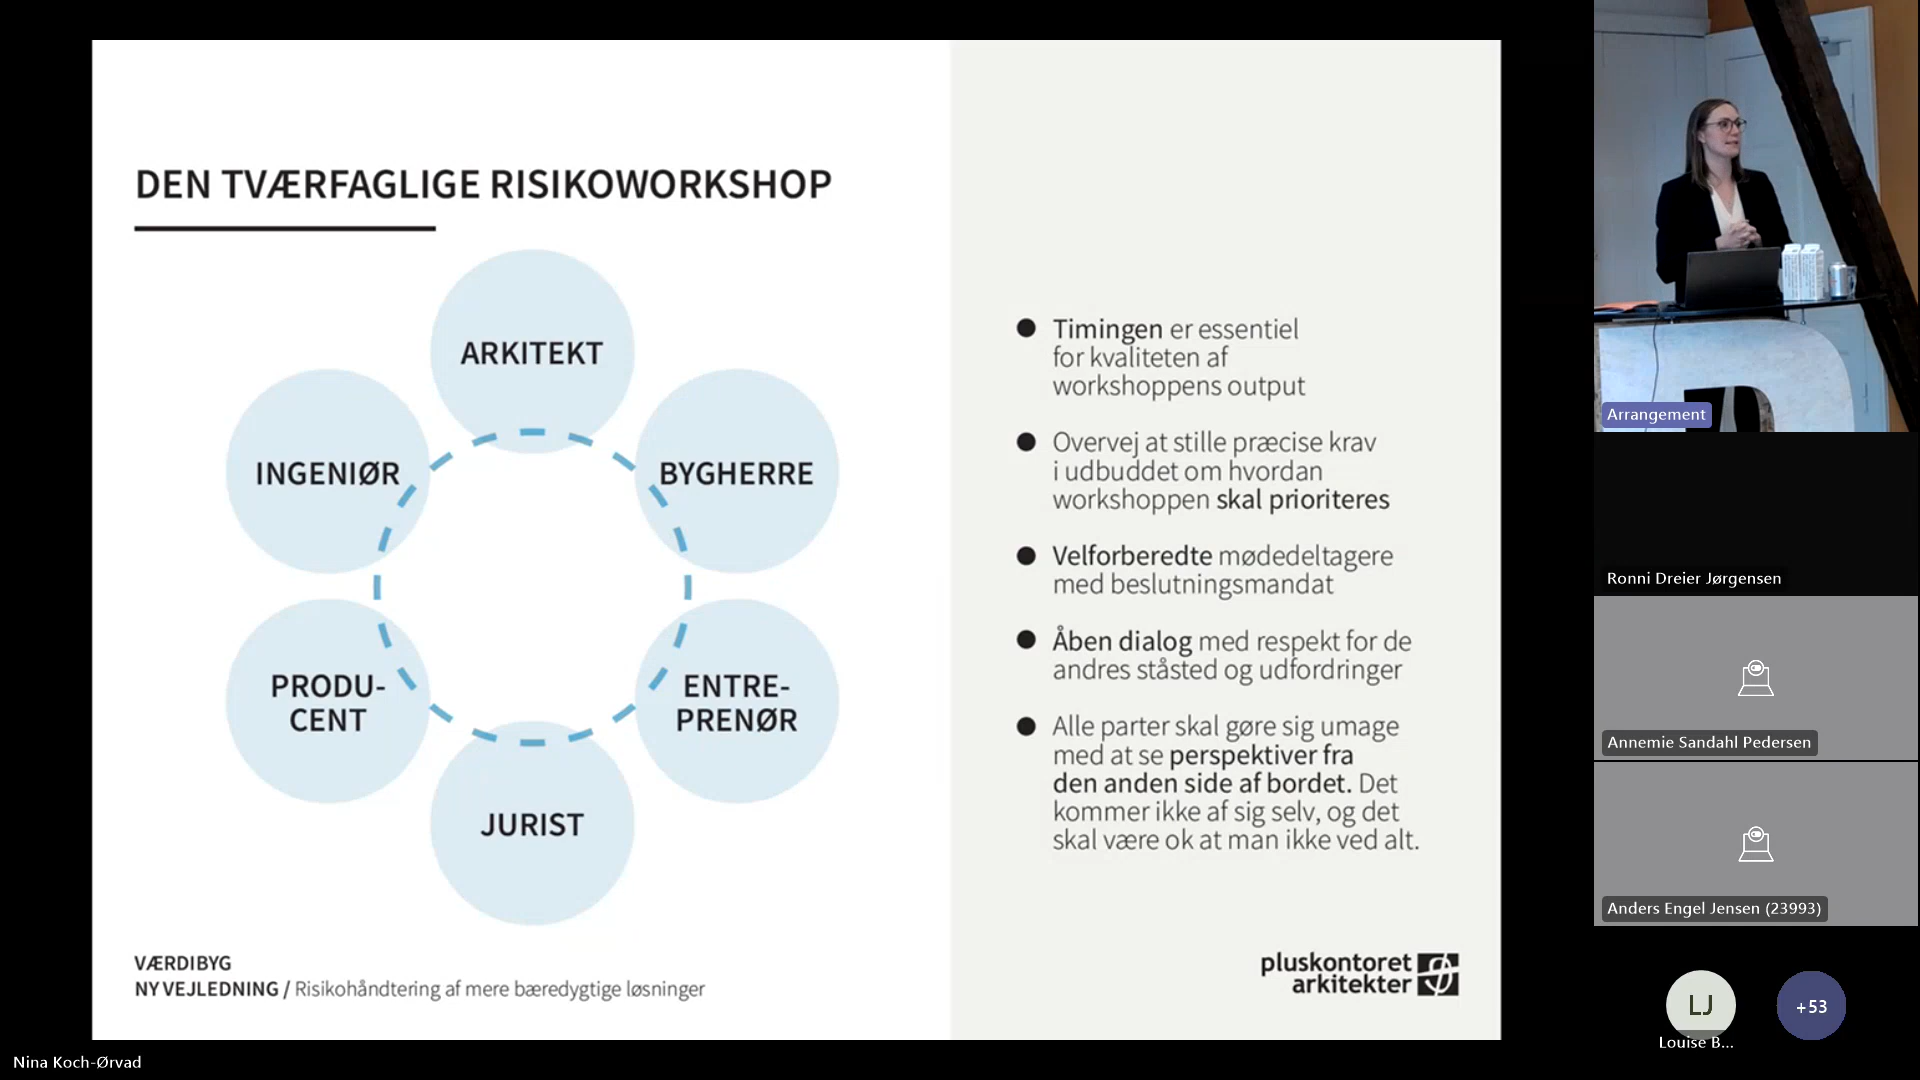 DEN TVÆRFAGLIGE RISIKOWORKSHOP
ARKITEKT
INGENIØR
BYGHERRE
PRODU-
CENT
ENTRE-
PRENØR
JURIST
Timingen er essentiel
for kvaliteten af
workshoppens output
Overvej at stille præcise krav
i udbuddet om hvordan
workshoppen skal prioriteres
Velforberedte mødedeltagere
med beslutningsmandat
Åben dialog med respekt for de
andres ståsted og udfordringer
Alle parter skal gøre sig umage
med at se perspektiver fra
den anden side af bordet. Det
kommer ikke af sig selv, og det
skal være ok at man ikke ved alt.
VÆRDIBYG
NY VEJLEDNING / Risikohåndtering af mere bæredygtige løsninger
pluskontoret
arkitekter
Nina Koch-Ørvad
Arrangement
Ronni Dreier Jørgensen
Annemie Sandahl Pedersen
Anders Engel Jensen (23993)
LJ
+53
Louise B...